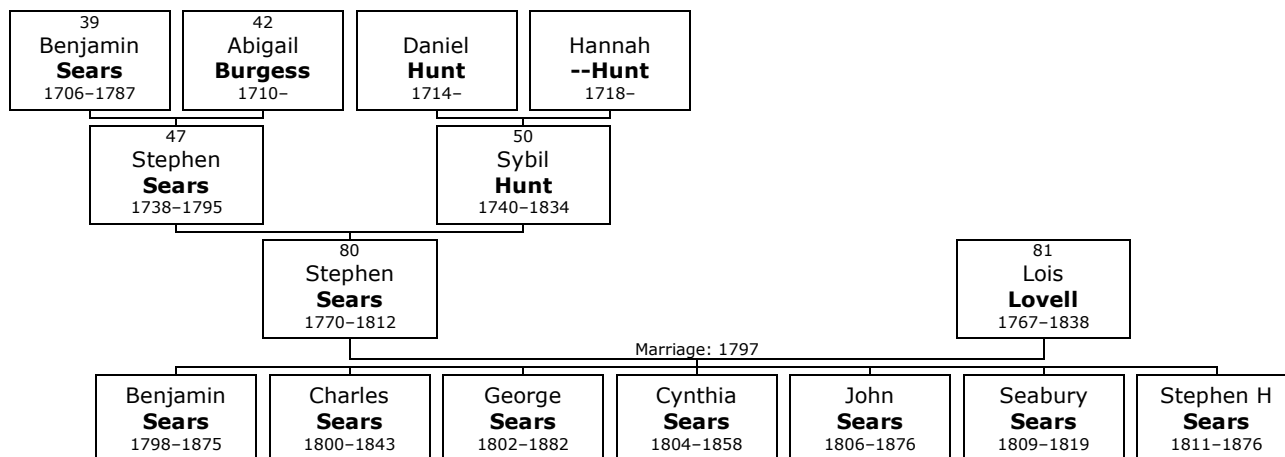 39
Benjamin
Sears
1706–1787
42
Abigail
Burgess
1710–
Daniel
Hunt
1714–
Hannah
--Hunt
1718–
47
Stephen
Sears
1738–1795
50
Sybil
Hunt
1740–1834
80
Stephen
Sears
1770–1812
81
Lois
Lovell
1767–1838
Marriage: 1797
Benjamin
Sears
1798–1875
Charles
Sears
1800–1843
George
Sears
1802–1882
Cynthia
Sears
1804–1858
John
Sears
1806–1876
Seabury
Sears
1809–1819
Stephen H
Sears
1811–1876